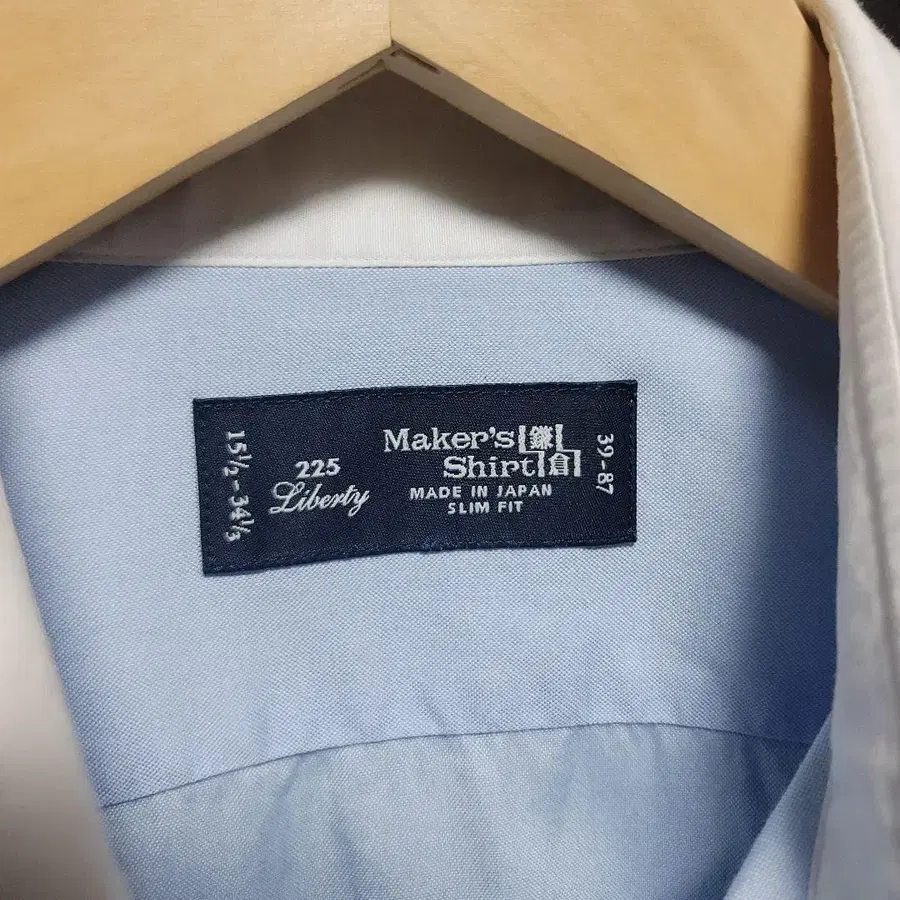 15½-34⅓
225
Liberty
Maker's 鎌
Shirt 倉
MADE IN JAPAN
SLIM FIT
39-87